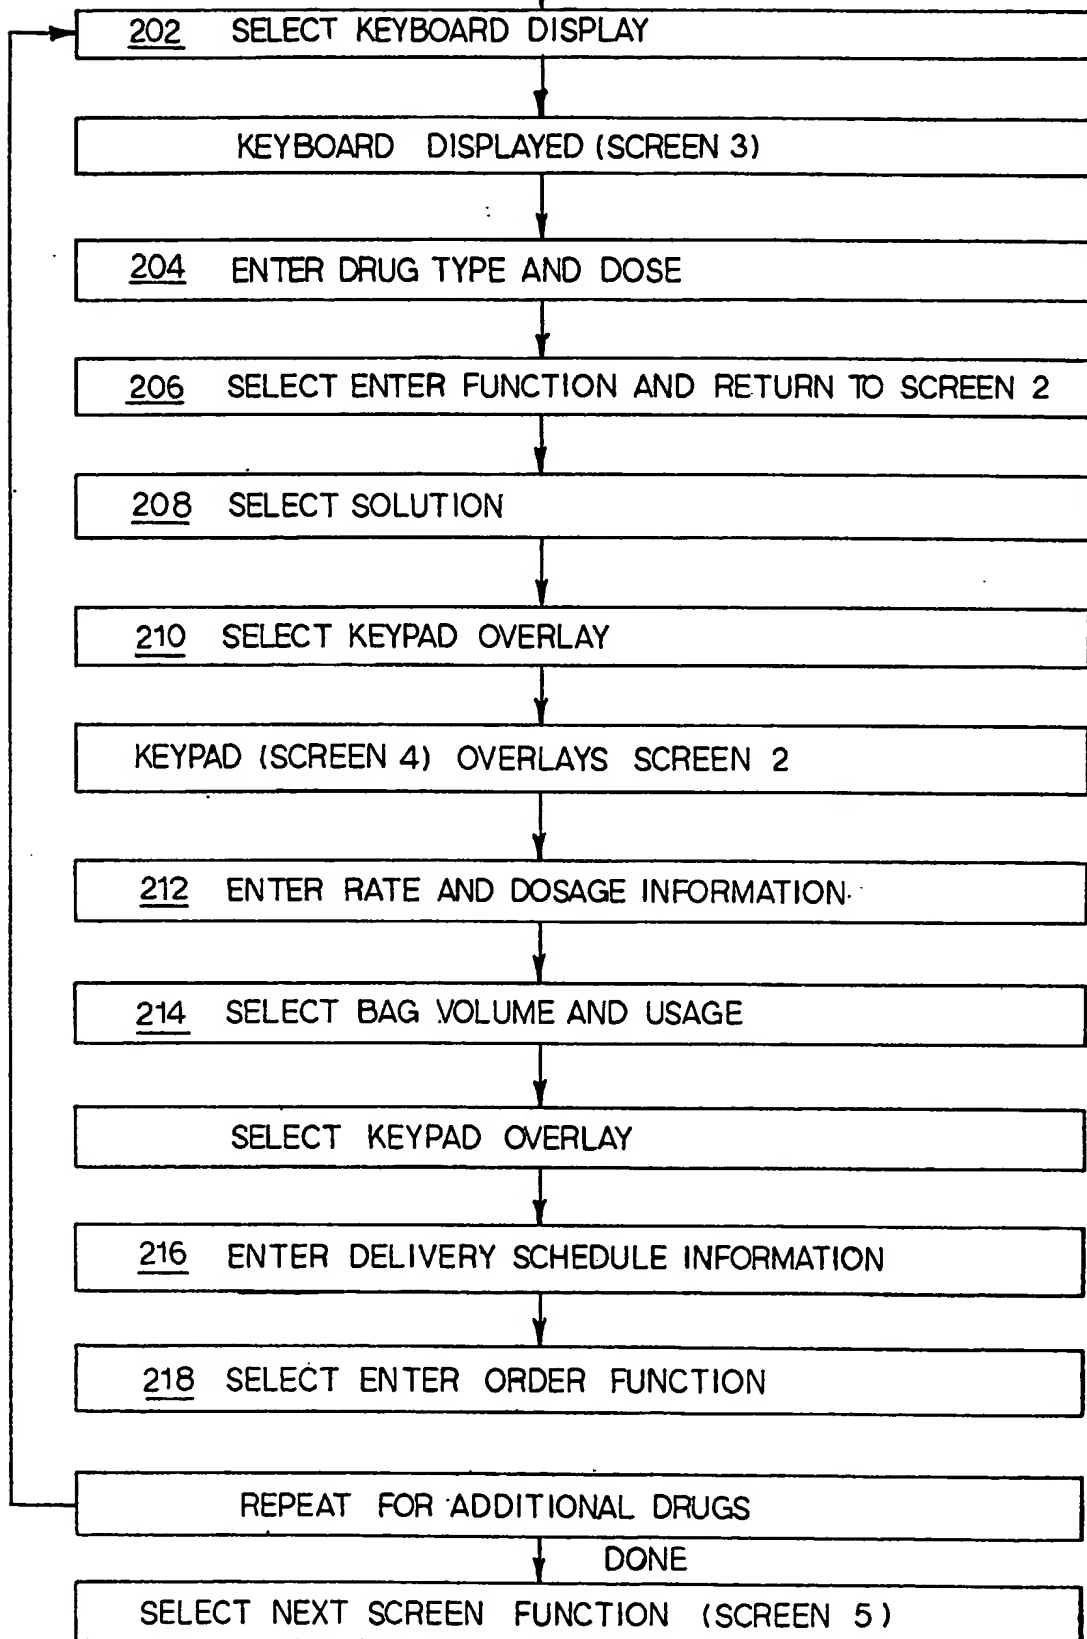 202 SELECT KEYBOARD DISPLAY
KEYBOARD DISPLAYED (SCREEN 3)
204 ENTER DRUG TYPE AND DOSE
206 SELECT ENTER FUNCTION AND RETURN TO SCREEN 2
208 SELECT SOLUTION
210 SELECT KEYPAD OVERLAY
KEYPAD (SCREEN 4) OVERLAYS SCREEN 2
212 ENTER RATE AND DOSAGE INFORMATION
214 SELECT BAG VOLUME AND USAGE
SELECT KEYPAD OVERLAY
216 ENTER DELIVERY SCHEDULE INFORMATION
218 SELECT ENTER ORDER FUNCTION
REPEAT FOR ADDITIONAL DRUGS
DONE
SELECT NEXT SCREEN FUNCTION (SCREEN 5)